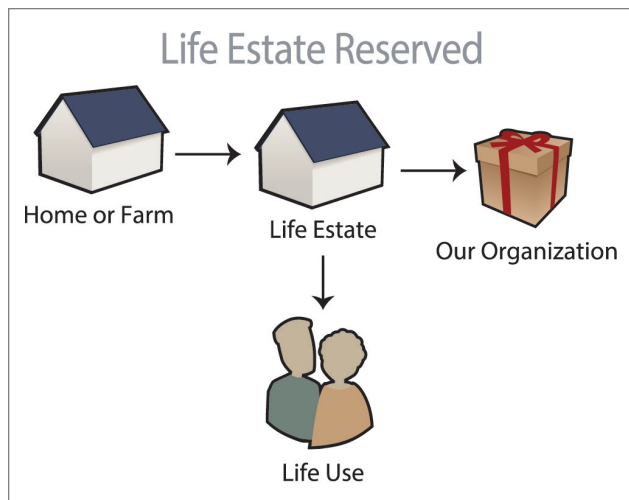 Life Estate Reserved
Home or Farm
Life Estate
Our Organization
Life Use